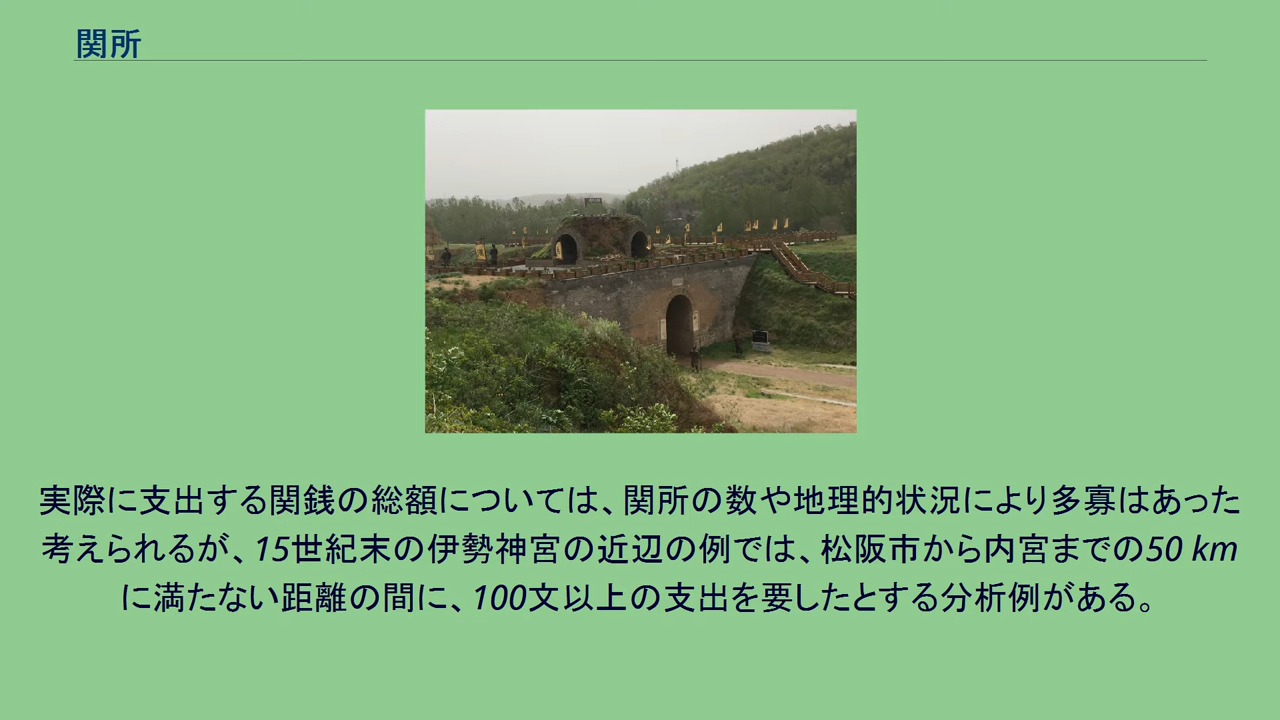 関所
実際に支出する関銭の総額については、関所の数や地理的状況により多寡はあった
考えられるが、15世紀末の伊勢神宮の近辺の例では、松阪市から内宮までの50 km
に満たない距離の間に、100文以上の支出を要したとする分析例がある。